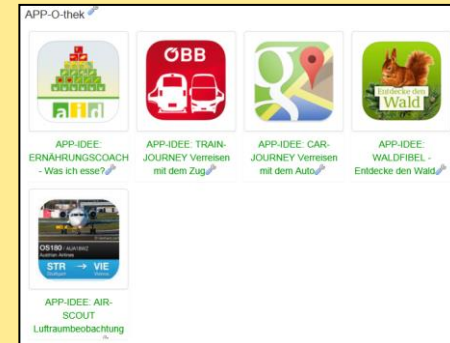 APP-O-thek
aid
ÖBB
Entdecke den
Wald
APP-IDEE:
ERNÄHRUNGSCOACH
- Was ich esse?
APP-IDEE: TRAIN-
JOURNEY Verreisen
mit dem Zug
APP-IDEE: CAR-
JOURNEY Verreisen
mit dem Auto
APP-IDEE:
WALDFIBEL -
Entdecke den Wald
OS180
Austrian Airlines
STR → VIE
APP-IDEE: AIR-
SCOUT
Luftraumbeobachtung